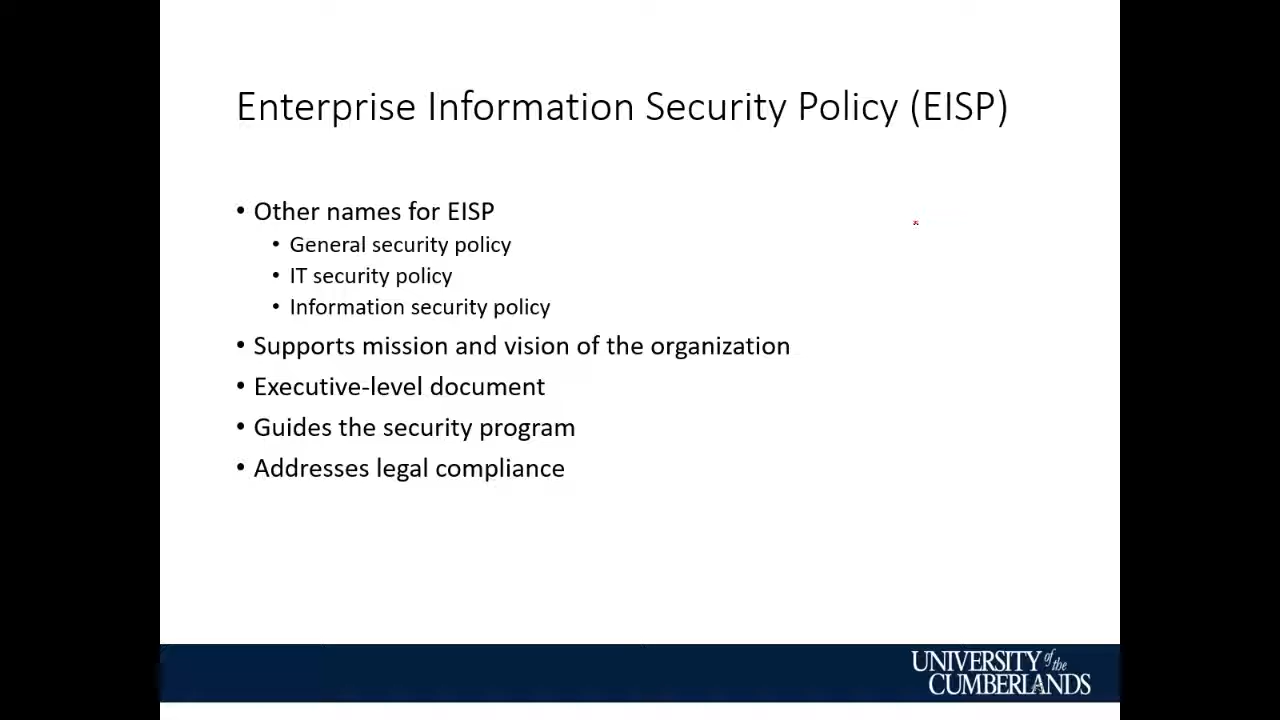 Enterprise Information Security Policy (EISP)
• Other names for EISP
• General security policy
• IT security policy
• Information security policy
• Supports mission and vision of the organization
• Executive-level document
• Guides the security program
• Addresses legal compliance
UNIVERSITY of the
CUMBERLANDS